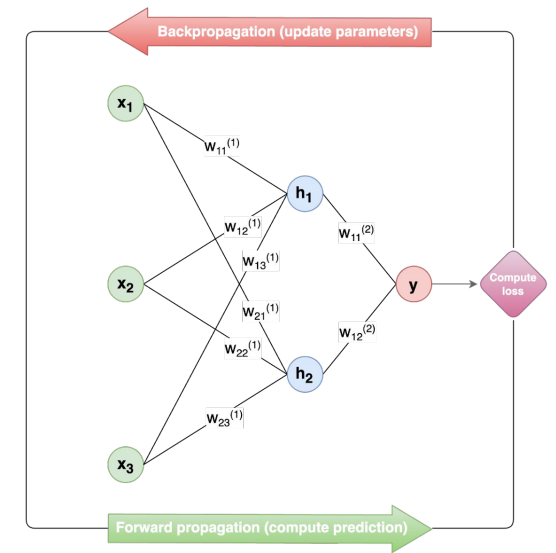 Backpropagation (update parameters)
x₁
w₁₁⁽¹⁾
h₁
w₁₂⁽¹⁾
w₁₁⁽²⁾
w₁₃⁽¹⁾
x₂
y
Compute
loss
w₂₁⁽¹⁾
w₁₂⁽²⁾
w₂₂⁽¹⁾
h₂
w₂₃⁽¹⁾
x₃
Forward propagation (compute prediction)